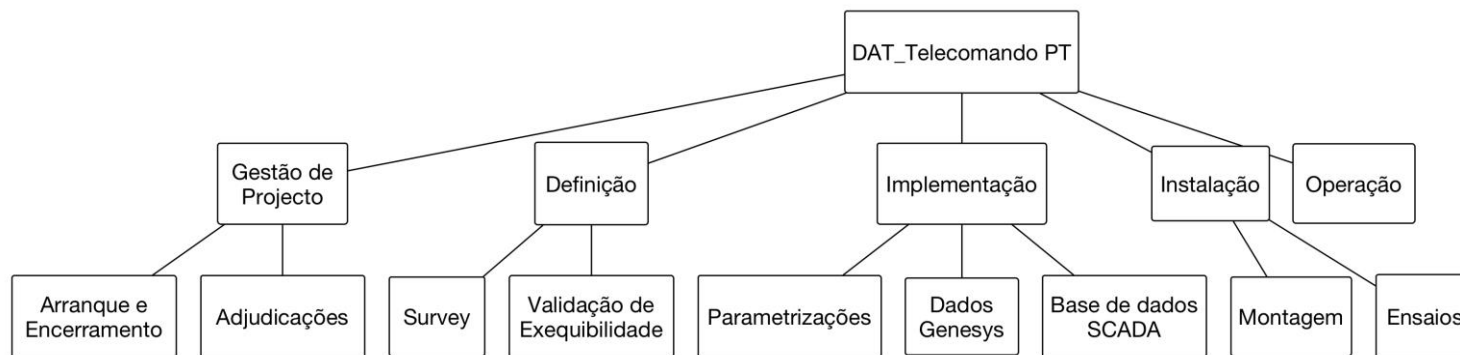 DAT_Telecomando PT
Gestão de
Projecto
Definição
Implementação
Instalação
Operação
Arranque e
Encerramento
Adjudicações
Survey
Validação de
Exequibilidade
Parametrizações
Dados
Genesys
Base de dados
SCADA
Montagem
Ensaios